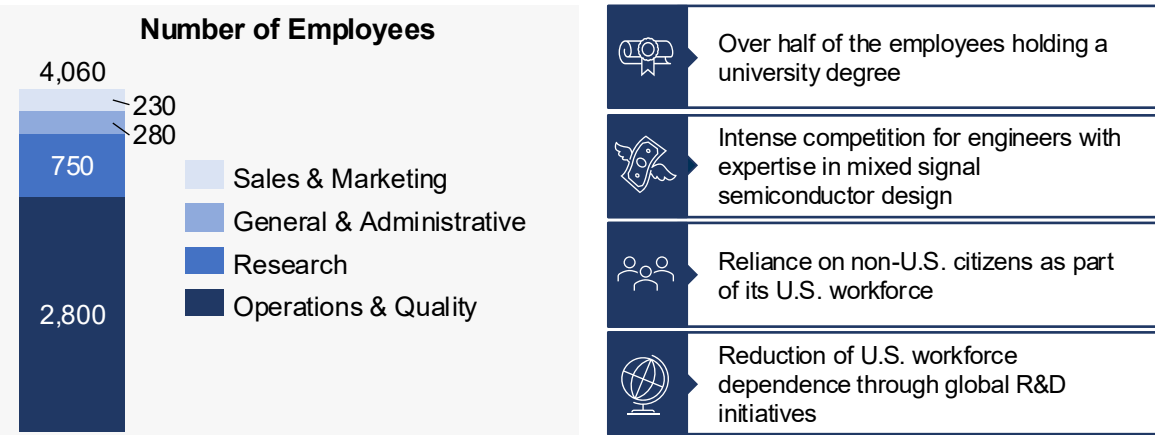 Number of Employees
4,060
230
280
750
2,800
Sales & Marketing
General & Administrative
Research
Operations & Quality
Over half of the employees holding a
university degree
Intense competition for engineers with
expertise in mixed signal
semiconductor design
Reliance on non-U.S. citizens as part
of its U.S. workforce
Reduction of U.S. workforce
dependence through global R&D
initiatives